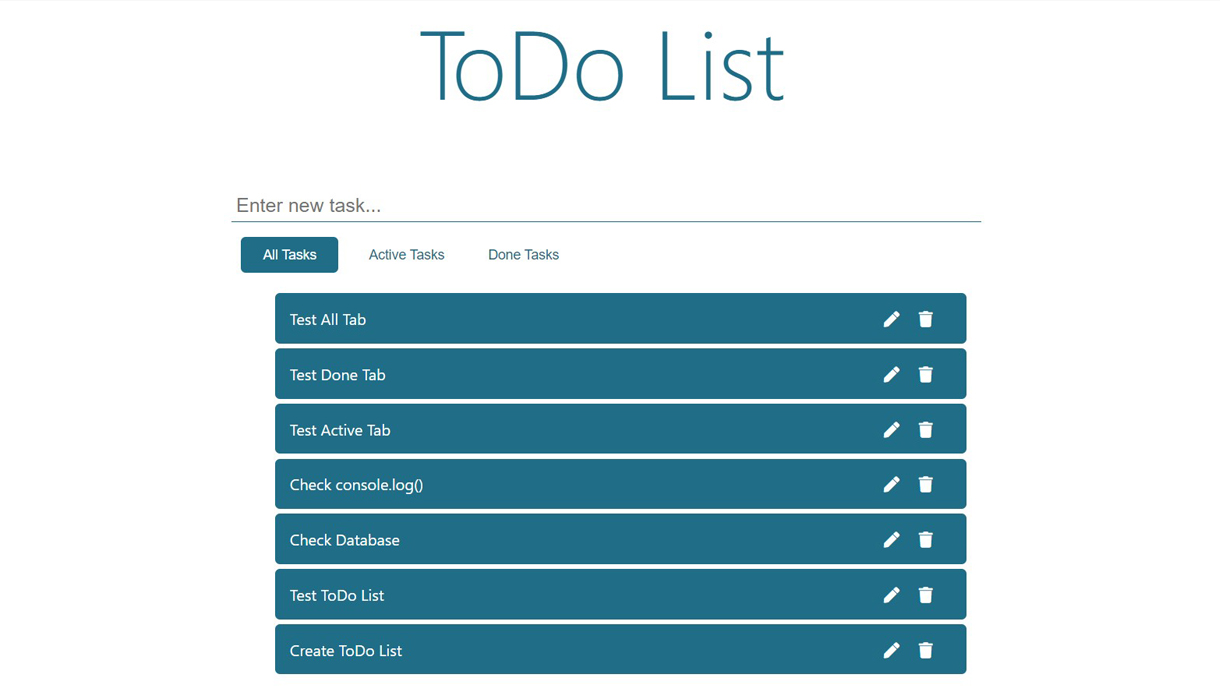 ToDo List
Enter new task...
All Tasks Active Tasks Done Tasks
Test All Tab
Test Done Tab
Test Active Tab
Check console.log()
Check Database
Test ToDo List
Create ToDo List